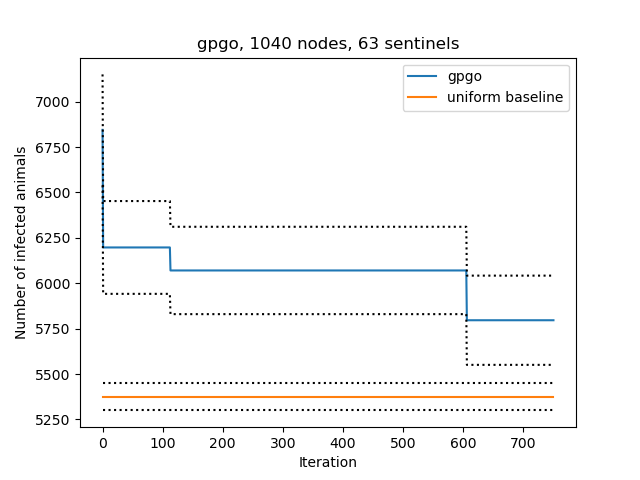 gpgo, 1040 nodes, 63 sentinels
gpgo
uniform baseline
Number of infected animals
7000
6750
6500
6250
6000
5750
5500
5250
0 100 200 300 400 500 600 700
Iteration